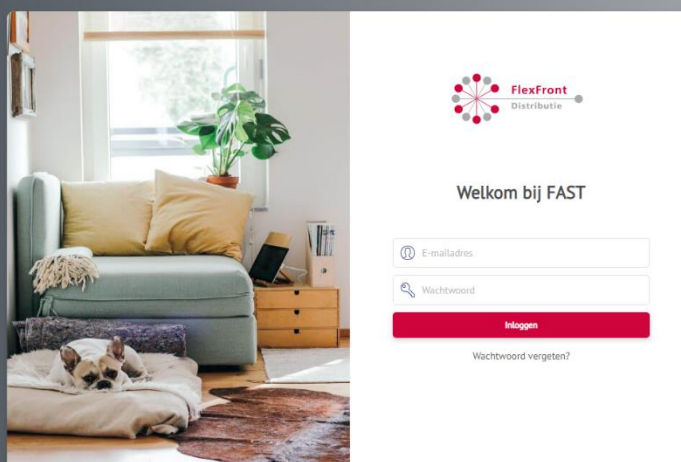 FlexFront
Distributie
Welkom bij FAST
E-mailadres
Wachtwoord
Inloggen
Wachtwoord vergeten?